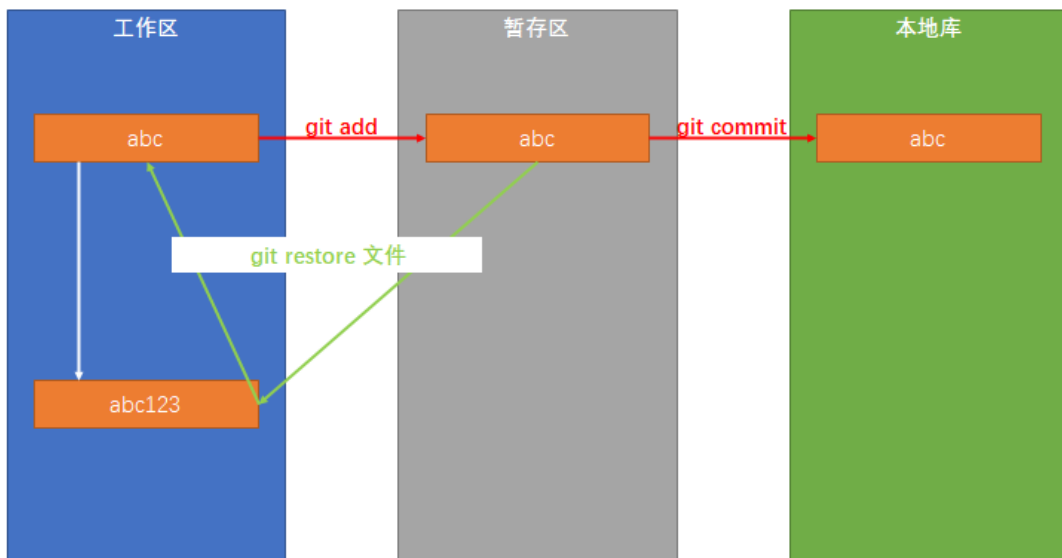 工作区
暂存区
本地库
abc
git add
abc
git commit
abc
git restore 文件
abc123